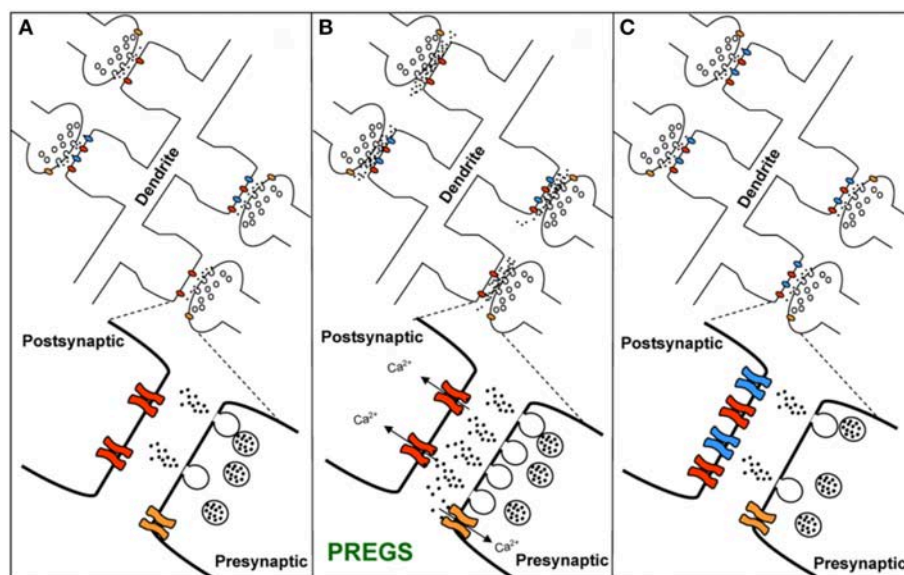 A
Dendrite
Postsynaptic
Presynaptic
B
Dendrite
Postsynaptic
Ca²⁺
Ca²⁺
Ca²⁺
PREGS
Presynaptic
C
Dendrite
Postsynaptic
Presynaptic